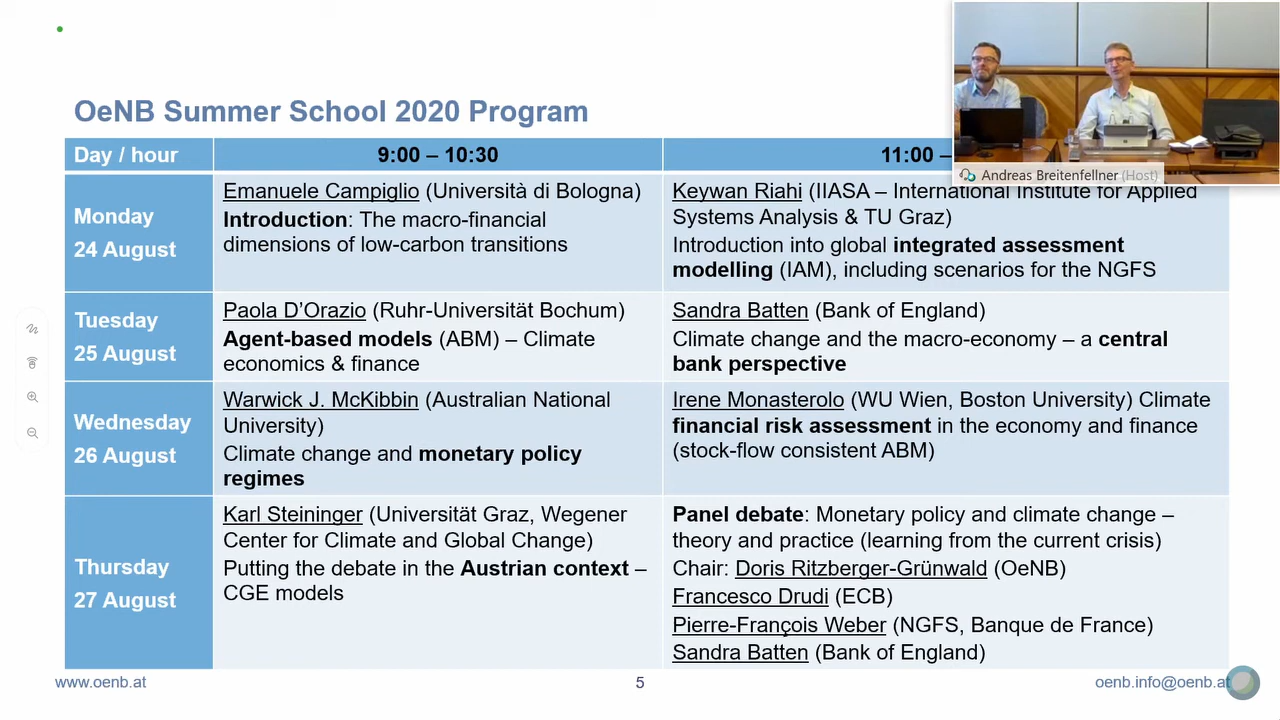 OeNB Summer School 2020 Program
Andreas Breitenfellner (Host)
Day / hour
9:00 – 10:30
11:00 –
Monday
24 August
Emanuele Campiglio (Università di Bologna)
Introduction: The macro-financial
dimensions of low-carbon transitions
Keywan Riahi (IIASA – International Institute for Applied
Systems Analysis & TU Graz)
Introduction into global integrated assessment
modelling (IAM), including scenarios for the NGFS
Tuesday
25 August
Paola D’Orazio (Ruhr-Universität Bochum)
Agent-based models (ABM) – Climate
economics & finance
Sandra Batten (Bank of England)
Climate change and the macro-economy – a central
bank perspective
Wednesday
26 August
Warwick J. McKibbin (Australian National
University)
Climate change and monetary policy
regimes
Irene Monasterolo (WU Wien, Boston University) Climate
financial risk assessment in the economy and finance
(stock-flow consistent ABM)
Thursday
27 August
Karl Steininger (Universität Graz, Wegener
Center for Climate and Global Change)
Putting the debate in the Austrian context –
CGE models
Panel debate: Monetary policy and climate change –
theory and practice (learning from the current crisis)
Chair: Doris Ritzberger-Grünwald (OeNB)
Francesco Drudi (ECB)
Pierre-François Weber (NGFS, Banque de France)
Sandra Batten (Bank of England)
www.oenb.at
5
oenb.info@oenb.at